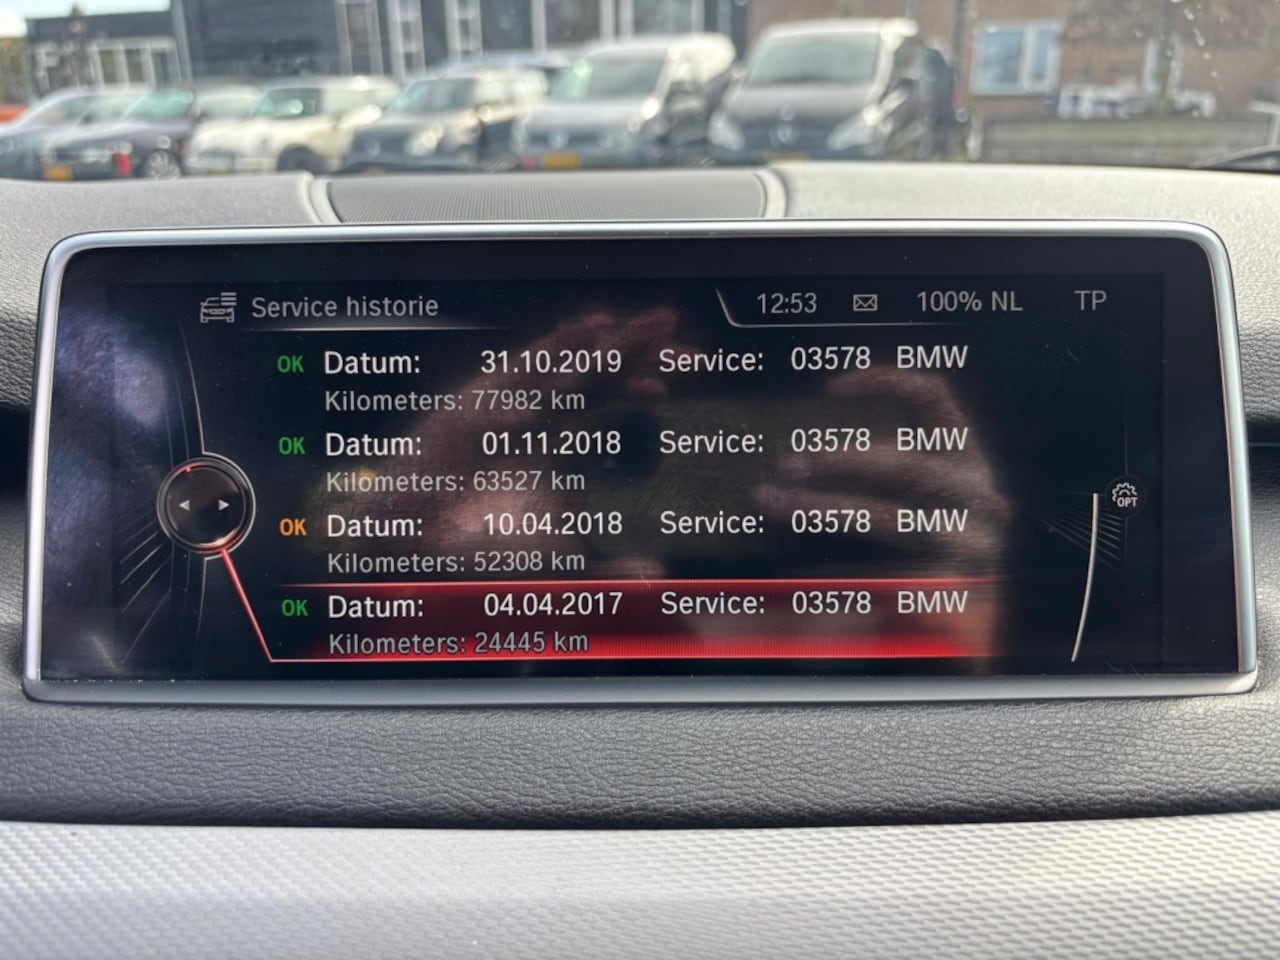 Service historie 12:53 100% NL TP
OK Datum: 31.10.2019 Service: 03578 BMW
Kilometers: 77982 km
OK Datum: 01.11.2018 Service: 03578 BMW
Kilometers: 63527 km
OK Datum: 10.04.2018 Service: 03578 BMW
Kilometers: 52308 km
OK Datum: 04.04.2017 Service: 03578 BMW
Kilometers: 24445 km
OPT